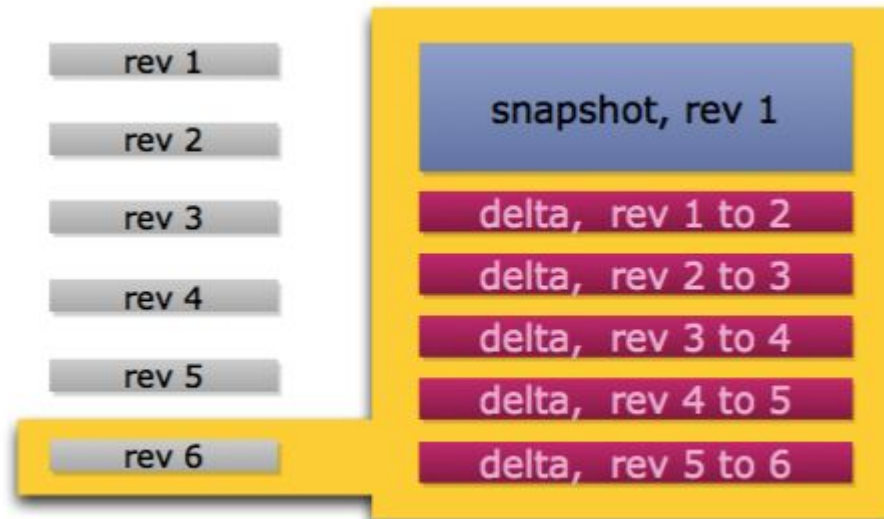 rev 1
rev 2
rev 3
rev 4
rev 5
rev 6
snapshot, rev 1
delta, rev 1 to 2
delta, rev 2 to 3
delta, rev 3 to 4
delta, rev 4 to 5
delta, rev 5 to 6